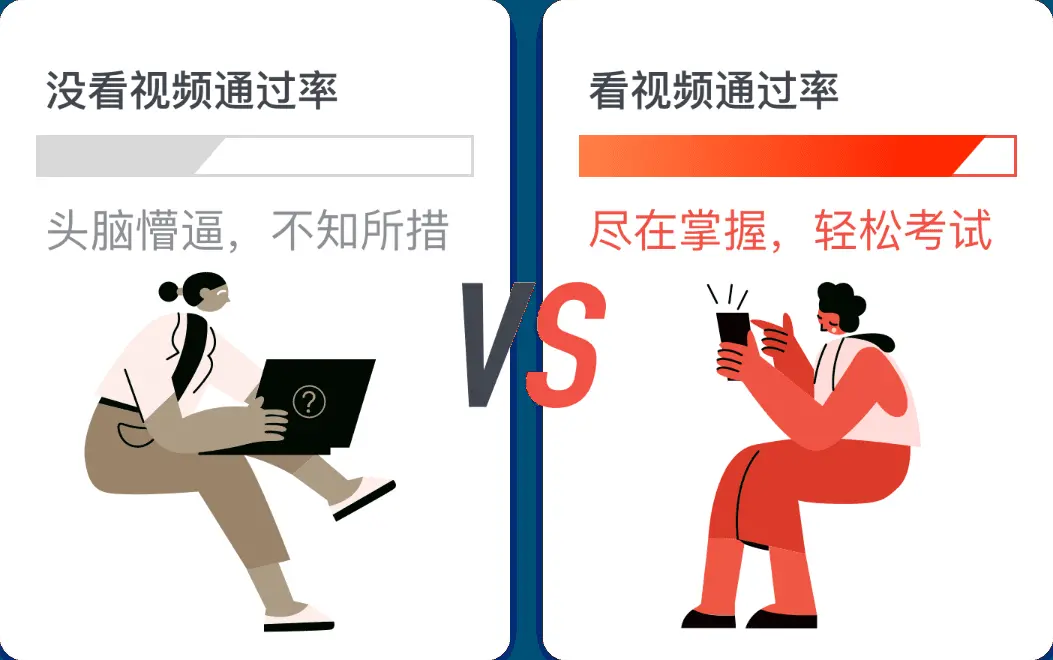 没看视频通过率
头脑懵逼，不知所措
?
VS
看视频通过率
尽在掌握，轻松考试